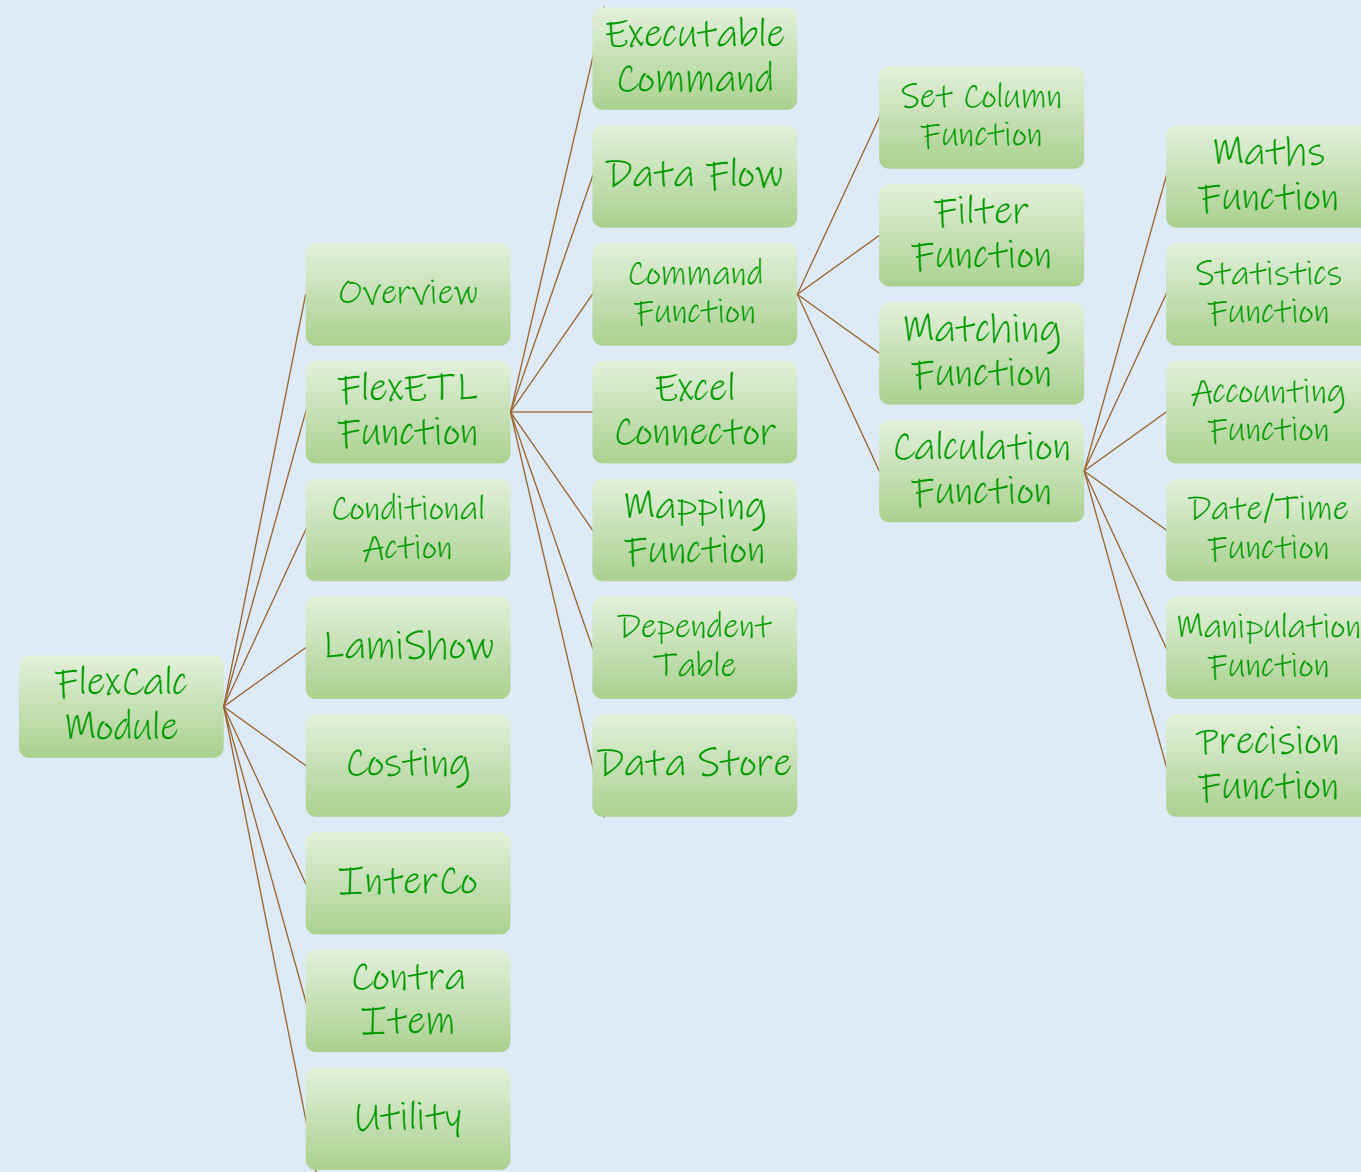 FlexCalc
Module
Overview
FlexETL
Function
Conditional
Action
LamiShow
Costing
InterCo
Contra
Item
Utility
Executable
Command
Data Flow
Command
Function
Excel
Connector
Mapping
Function
Dependent
Table
Data Store
Set Column
Function
Filter
Function
Matching
Function
Calculation
Function
Maths
Function
Statistics
Function
Accounting
Function
Date/Time
Function
Manipulation
Function
Precision
Function